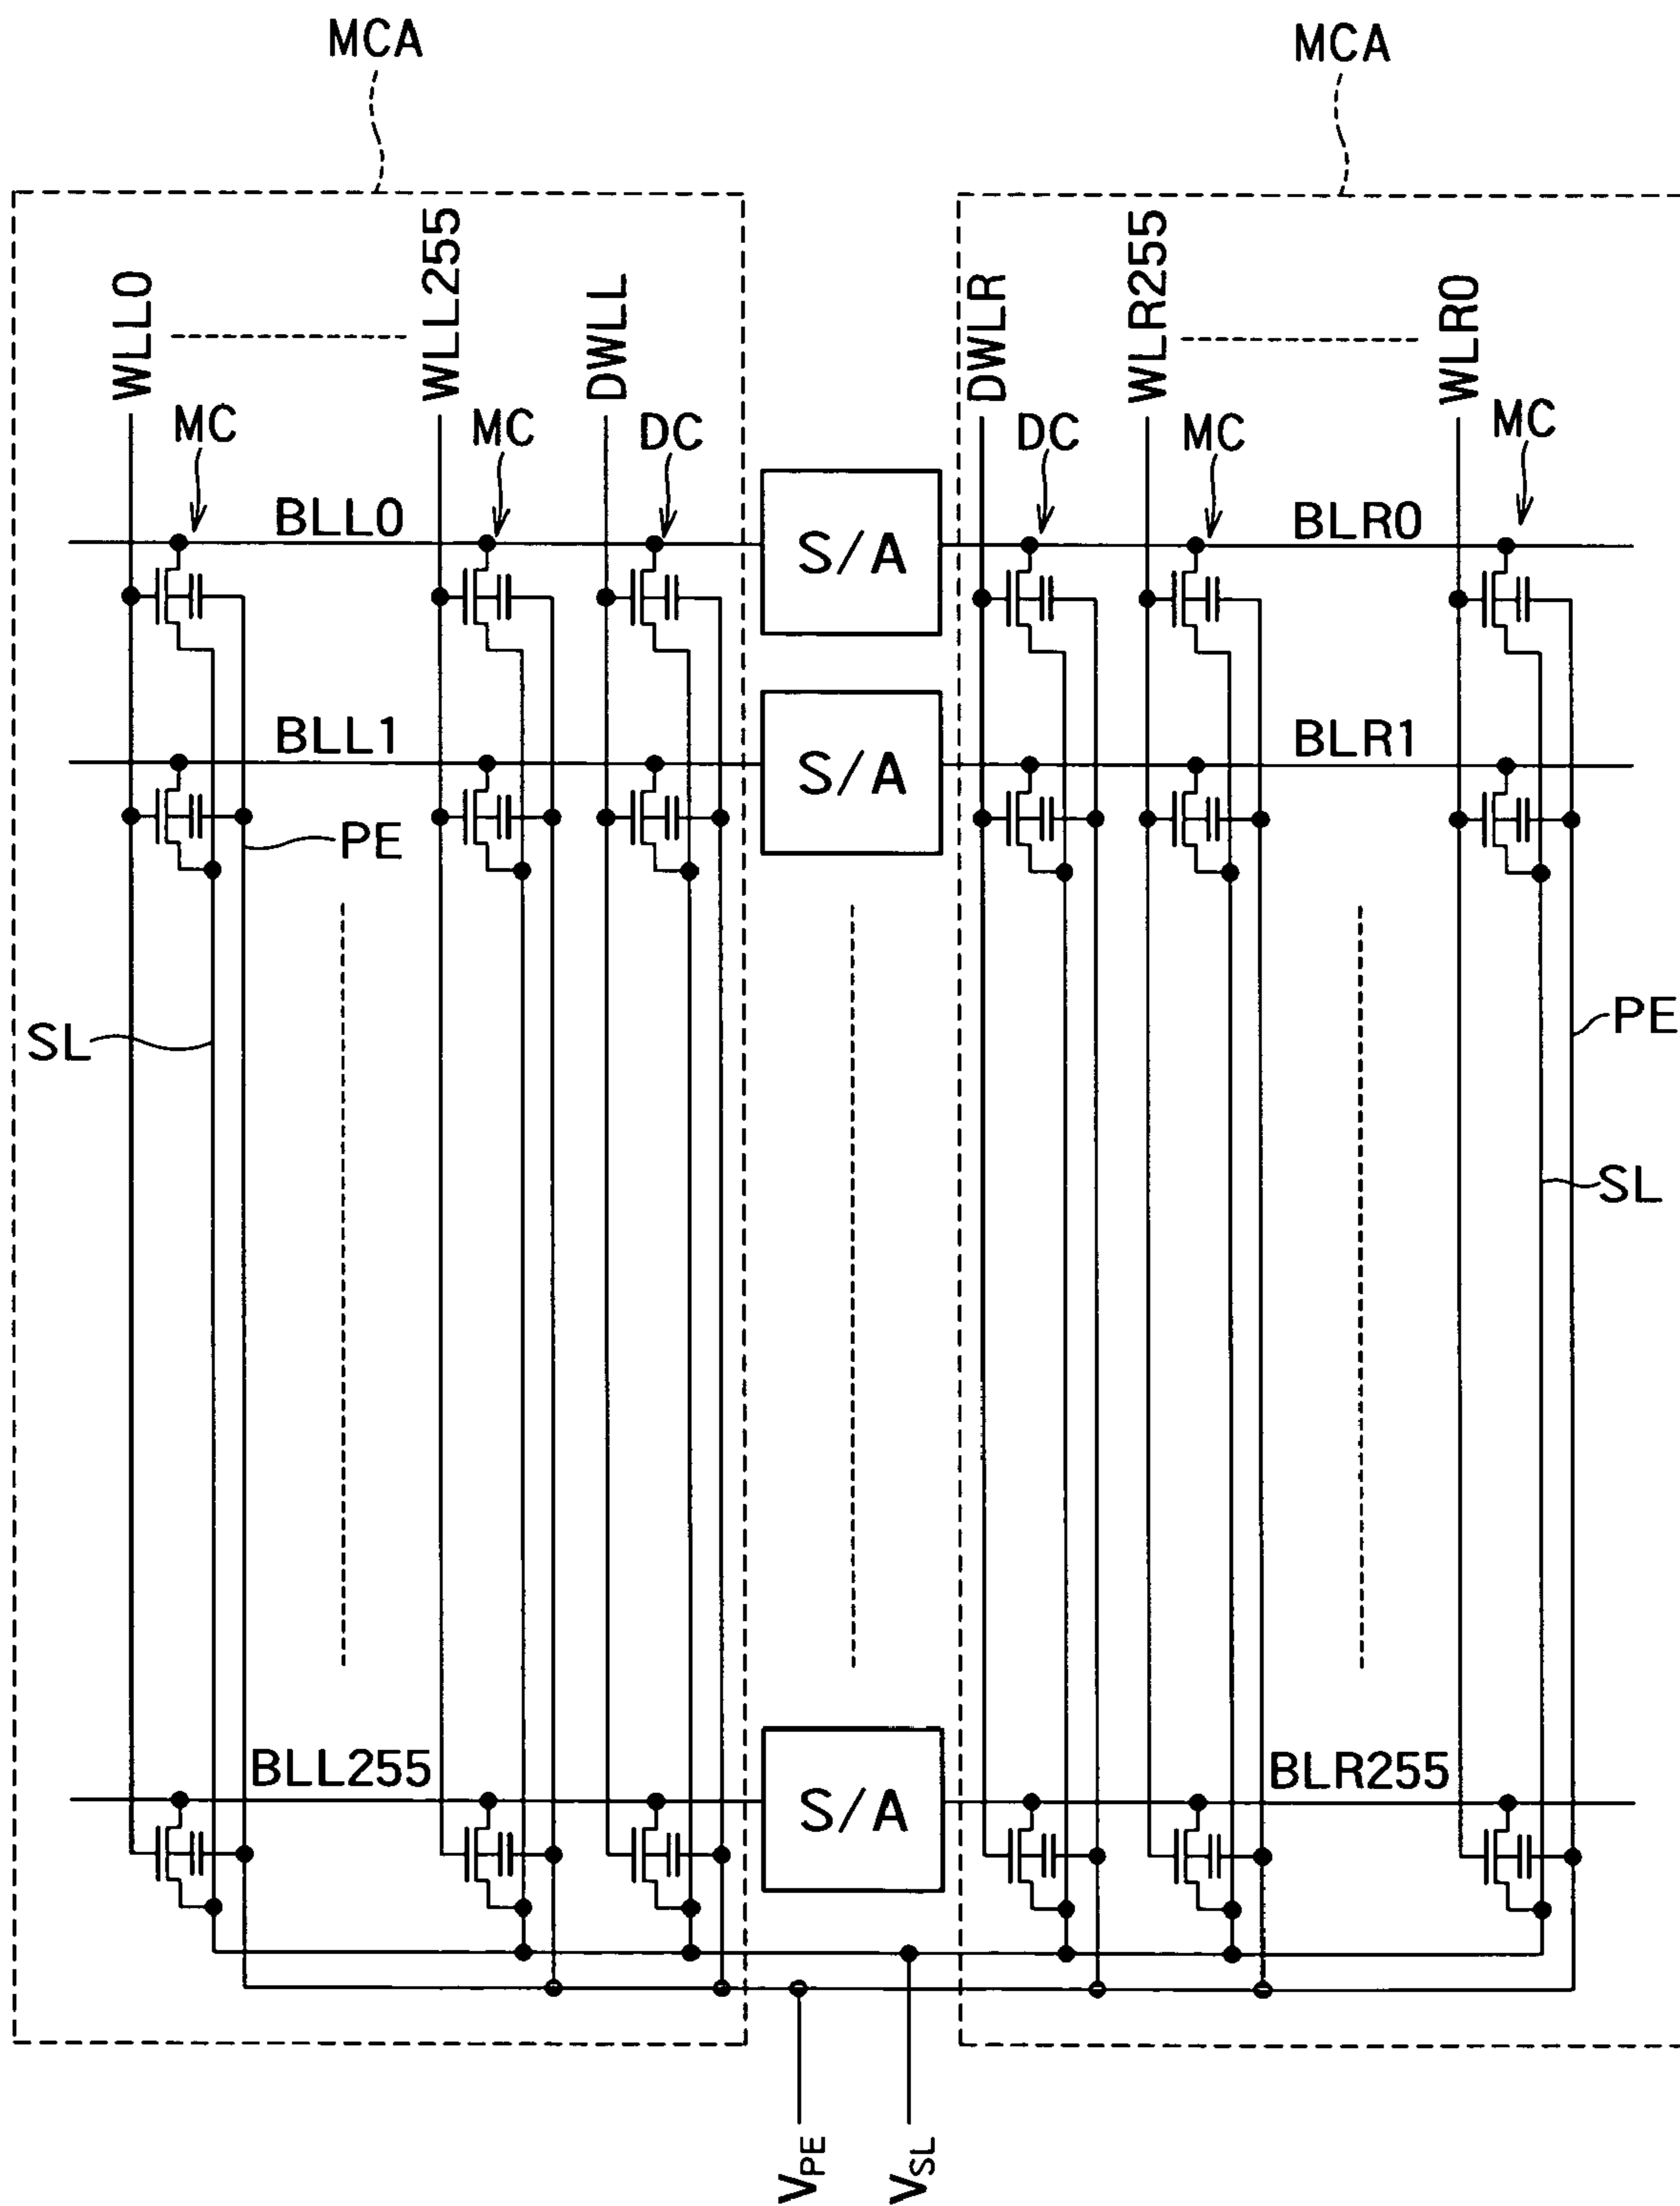 MCA
MCA
WLL0
WLL255
DWLL
DWLR
WLR255
WLR0
MC
MC
DC
DC
MC
MC
BLL0
S/A
BLR0
BLL1
S/A
BLR1
PE
SL
PE
SL
BLL255
S/A
BLR255
VPE
VSL